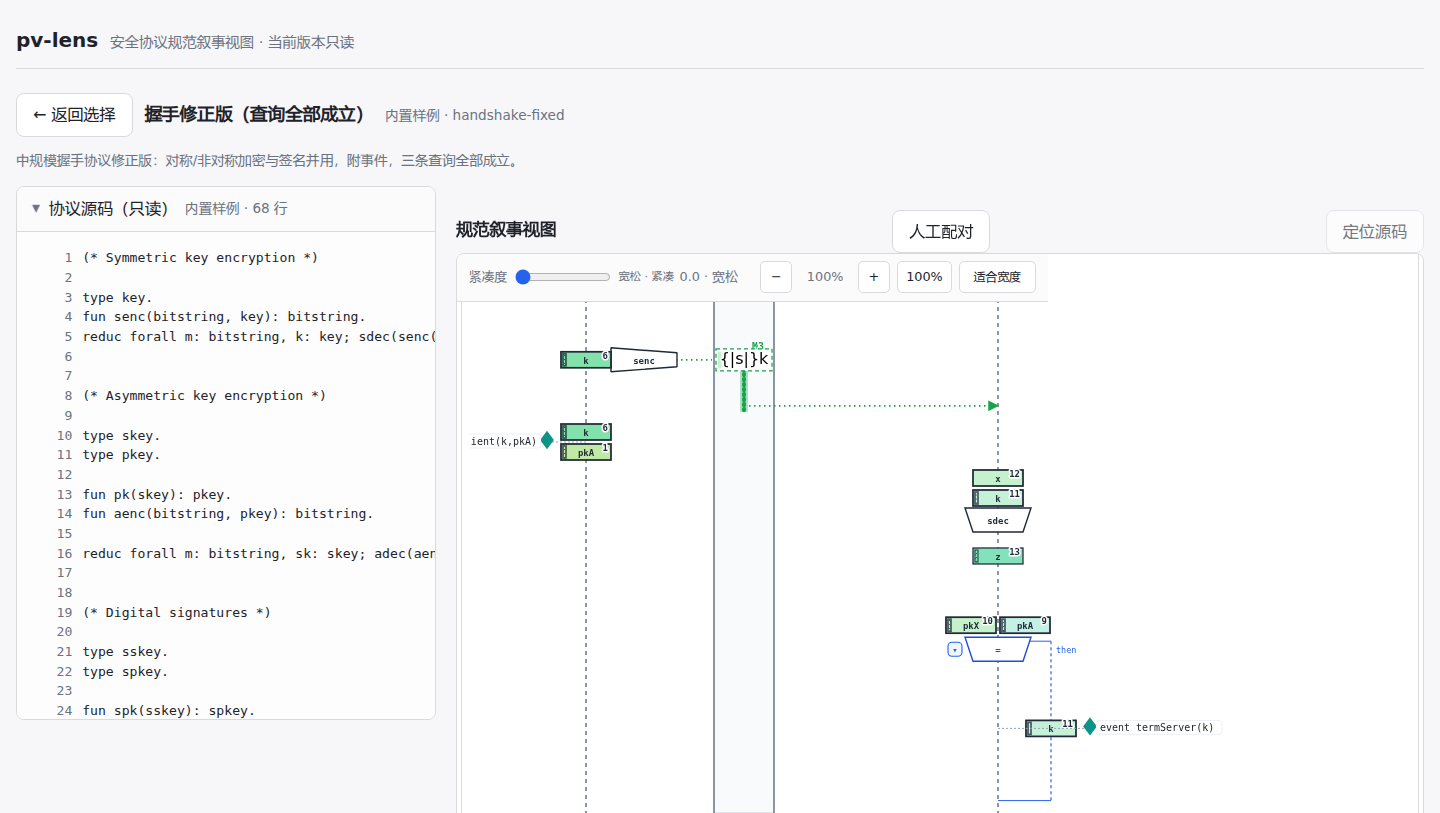 pv-lens 安全协议规范叙事视图 · 当前版本只读
← 返回选择 握手修正版（查询全部成立） 内置样例 · handshake-fixed
中规模握手协议修正版：对称/非对称加密与签名并用，附事件，三条查询全部成立。
▼ 协议源码（只读） 内置样例 · 68 行
1 (* Symmetric key encryption *)
2
3 type key.
4 fun senc(bitstring, key): bitstring.
5 reduc forall m: bitstring, k: key; sdec(senc(
6
7
8 (* Asymmetric key encryption *)
9
10 type skey.
11 type pkey.
12
13 fun pk(skey): pkey.
14 fun aenc(bitstring, pkey): bitstring.
15
16 reduc forall m: bitstring, sk: skey; adec(aen
17
18
19 (* Digital signatures *)
20
21 type sskey.
22 type spkey.
23
24 fun spk(sskey): spkey.
规范叙事视图
人工配对
定位源码
紧凑度 宽松 · 紧凑 0.0 · 宽松 − 100% + 100% 适合宽度
M3
k 6 senc {|s|}k
k 6
ient(k,pkA)
pkA 1
x 12
k 11
sdec
z 13
pkX 10 pkA 9
▾ = then
k 11 event termServer(k)